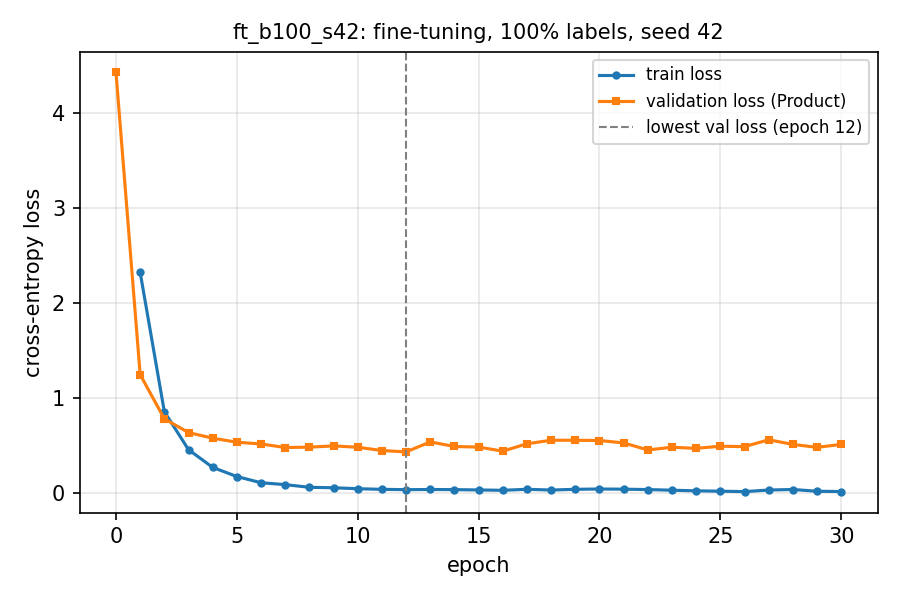 ft_b100_s42: fine-tuning, 100% labels, seed 42
train loss
validation loss (Product)
lowest val loss (epoch 12)
cross-entropy loss
4
3
2
1
0
0 5 10 15 20 25 30
epoch